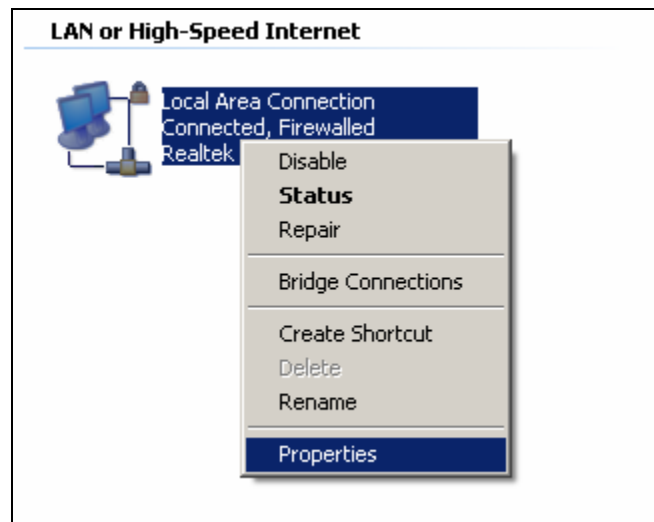 LAN or High-Speed Internet
Local Area Connection
Connected, Firewalled
Realtek
Disable
Status
Repair
Bridge Connections
Create Shortcut
Delete
Rename
Properties